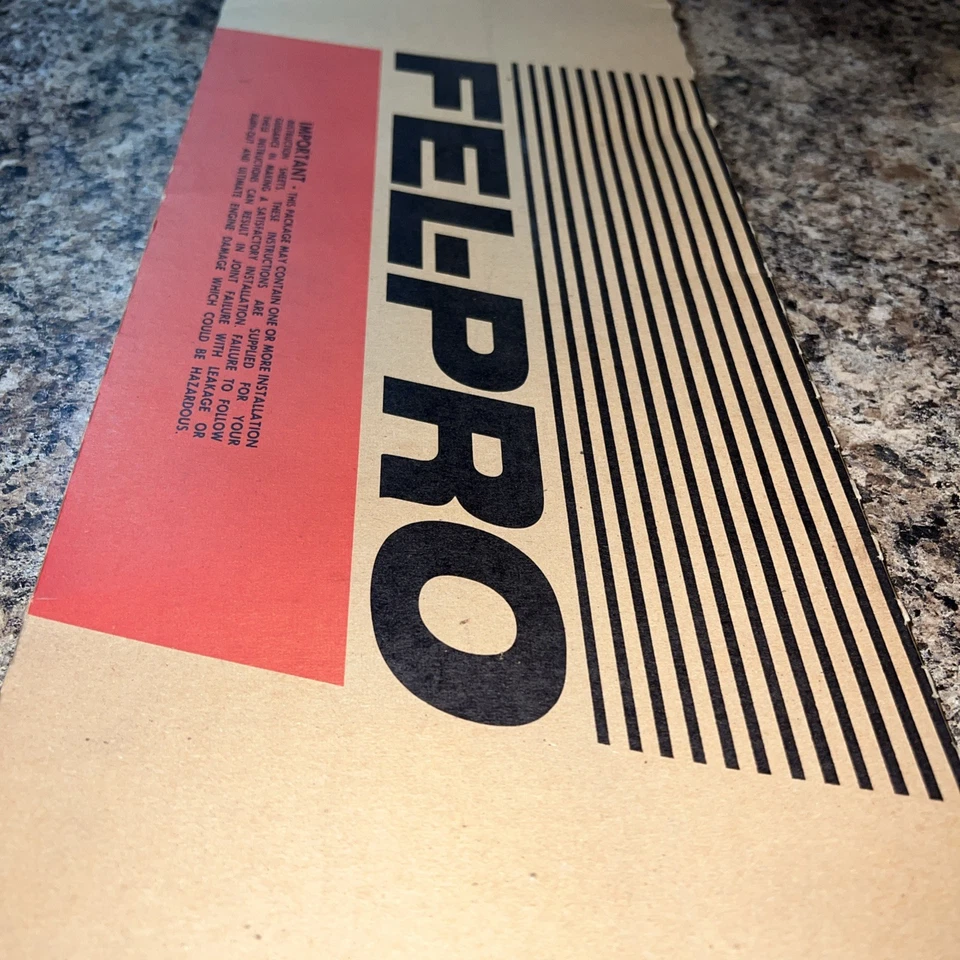 FEL-PRO
IMPORTANT - THIS PACKAGE MAY CONTAIN ONE OR MORE INSTALLATION
INSTRUCTION SHEETS. THESE INSTRUCTIONS ARE SUPPLIED FOR YOUR
GUIDANCE IN MAKING A SATISFACTORY INSTALLATION. FAILURE TO FOLLOW
THESE INSTRUCTIONS CAN RESULT IN JOINT FAILURE WITH LEAKAGE OR
BURN-OUT AND ULTIMATE ENGINE DAMAGE WHICH COULD BE HAZARDOUS.